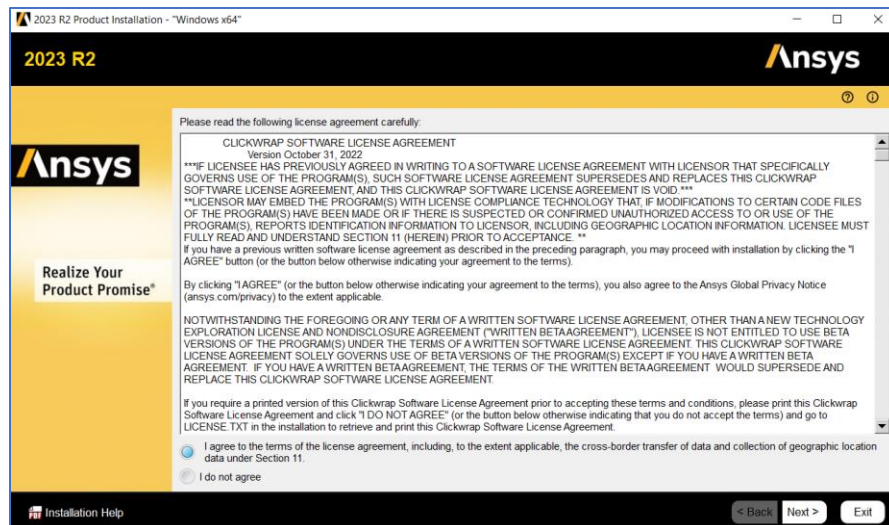 2023 R2 Product Installation - "Windows x64"
2023 R2
Ansys
Please read the following license agreement carefully:
CLICKWRAP SOFTWARE LICENSE AGREEMENT
Version October 31, 2022
***IF LICENSEE HAS PREVIOUSLY AGREED IN WRITING TO A SOFTWARE LICENSE AGREEMENT WITH LICENSOR THAT SPECIFICALLY
GOVERNS USE OF THE PROGRAM(S), SUCH SOFTWARE LICENSE AGREEMENT SUPERSEDES AND REPLACES THIS CLICKWRAP
SOFTWARE LICENSE AGREEMENT, AND THIS CLICKWRAP SOFTWARE LICENSE AGREEMENT IS VOID.***
**LICENSOR MAY EMBED THE PROGRAM(S) WITH LICENSE COMPLIANCE TECHNOLOGY THAT, IF MODIFICATIONS TO CERTAIN CODE FILES
OF THE PROGRAM(S) HAVE BEEN MADE OR IF THERE IS SUSPECTED OR CONFIRMED UNAUTHORIZED ACCESS TO OR USE OF THE
PROGRAM(S), REPORTS IDENTIFICATION INFORMATION TO LICENSOR, INCLUDING GEOGRAPHIC LOCATION INFORMATION. LICENSEE MUST
FULLY READ AND UNDERSTAND SECTION 11 (HEREIN) PRIOR TO ACCEPTANCE. **
If you have a previous written software license agreement as described in the preceding paragraph, you may proceed with installation by clicking the "I
AGREE" button (or the button below otherwise indicating your agreement to the terms).
By clicking "I AGREE" (or the button below otherwise indicating your agreement to the terms), you also agree to the Ansys Global Privacy Notice
(ansys.com/privacy) to the extent applicable.
NOTWITHSTANDING THE FOREGOING OR ANY TERM OF A WRITTEN SOFTWARE LICENSE AGREEMENT, OTHER THAN A NEW TECHNOLOGY
EXPLORATION LICENSE AND NONDISCLOSURE AGREEMENT ("WRITTEN BETA AGREEMENT"), LICENSEE IS NOT ENTITLED TO USE BETA
VERSIONS OF THE PROGRAM(S) UNDER THE TERMS OF A WRITTEN SOFTWARE LICENSE AGREEMENT. THIS CLICKWRAP SOFTWARE
LICENSE AGREEMENT SOLELY GOVERNS USE OF BETA VERSIONS OF THE PROGRAM(S) EXCEPT IF YOU HAVE A WRITTEN BETA
AGREEMENT. IF YOU HAVE A WRITTEN BETA AGREEMENT, THE TERMS OF THE WRITTEN BETA AGREEMENT WOULD SUPERSEDE AND
REPLACE THIS CLICKWRAP SOFTWARE LICENSE AGREEMENT.
If you require a printed version of this Clickwrap Software License Agreement prior to accepting these terms and conditions, please print this Clickwrap
Software License Agreement and click "I DO NOT AGREE" (or the button below otherwise indicating that you do not accept the terms) and go to
LICENSE.TXT in the installation to retrieve and print this Clickwrap Software License Agreement.
Ansys
Realize Your
Product Promise®
I agree to the terms of the license agreement, including, to the extent applicable, the cross-border transfer of data and collection of geographic location
data under Section 11.
I do not agree
Installation Help
< Back
Next >
Exit